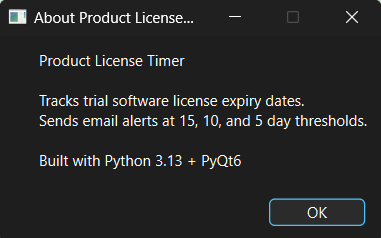 About Product License...
Product License Timer
Tracks trial software license expiry dates.
Sends email alerts at 15, 10, and 5 day thresholds.
Built with Python 3.13 + PyQt6
OK